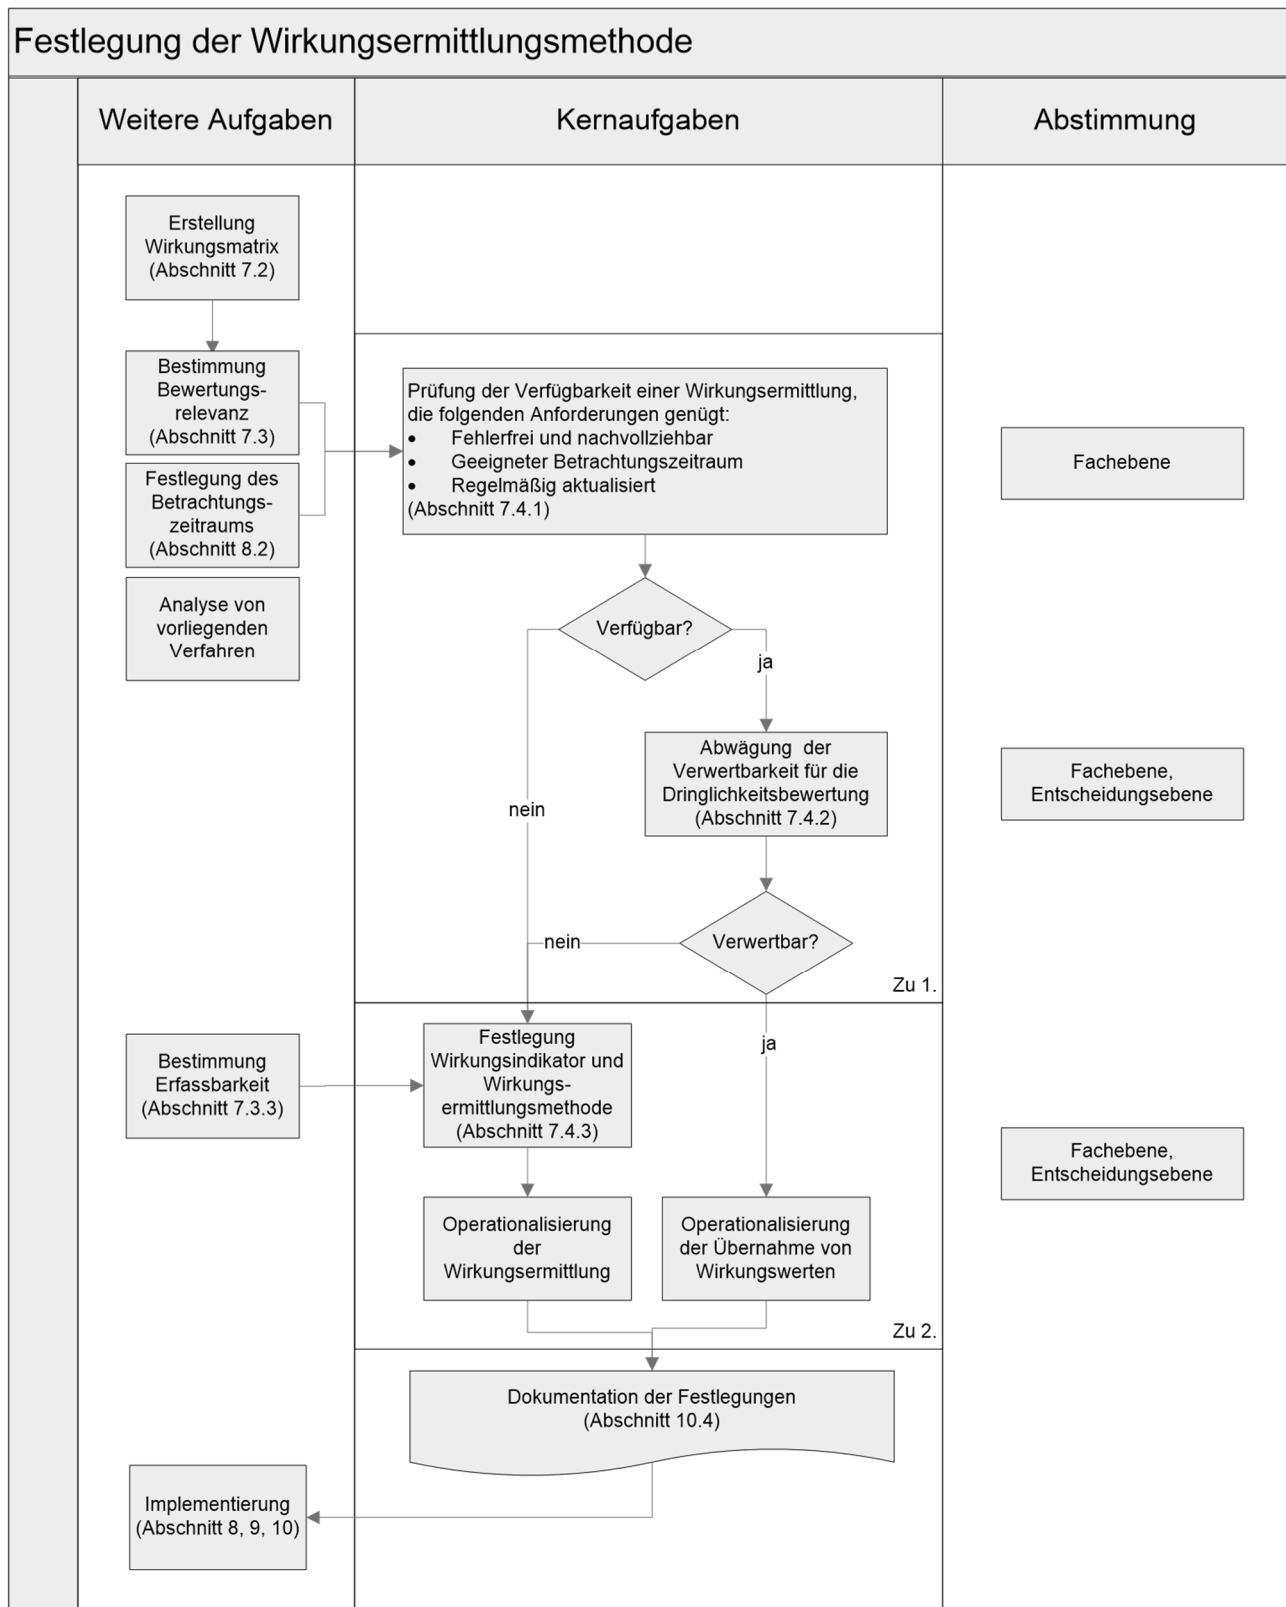 Festlegung der Wirkungsermittlungsmethode
Weitere Aufgaben
Kernaufgaben
Abstimmung
Erstellung
Wirkungsmatrix
(Abschnitt 7.2)
Bestimmung
Bewertungs-
relevanz
(Abschnitt 7.3)
Festlegung des
Betrachtungs-
zeitraums
(Abschnitt 8.2)
Analyse von
vorliegenden
Verfahren
Prüfung der Verfügbarkeit einer Wirkungsermittlung,
die folgenden Anforderungen genügt:
• Fehlerfrei und nachvollziehbar
• Geeigneter Betrachtungszeitraum
• Regelmäßig aktualisiert
(Abschnitt 7.4.1)
Fachebene
Verfügbar?
ja
nein
Abwägung der
Verwertbarkeit für die
Dringlichkeitsbewertung
(Abschnitt 7.4.2)
Fachebene,
Entscheidungsebene
Verwertbar?
nein
Zu 1.
ja
Bestimmung
Erfassbarkeit
(Abschnitt 7.3.3)
Festlegung
Wirkungsindikator und
Wirkungs-
ermittlungsmethode
(Abschnitt 7.4.3)
Fachebene,
Entscheidungsebene
Operationalisierung
der
Wirkungsermittlung
Operationalisierung
der Übernahme von
Wirkungswerten
Zu 2.
Dokumentation der Festlegungen
(Abschnitt 10.4)
Implementierung
(Abschnitt 8, 9, 10)